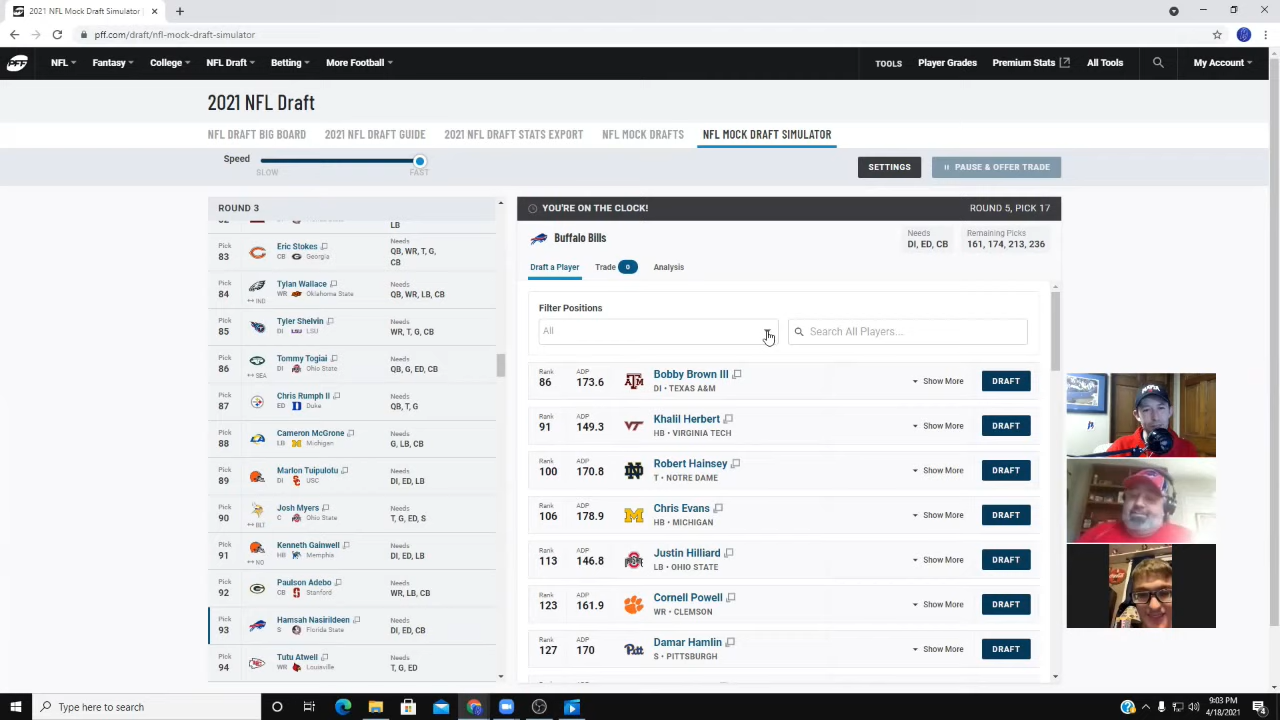 2021 NFL Draft Simulator
pff.com/draft/nfl-mock-draft-simulator
PFF NFL Fantasy College NFL Draft Betting More Football TOOLS Player Grades Premium Stats All Tools My Account
2021 NFL Draft
NFL DRAFT BIG BOARD 2021 NFL DRAFT GUIDE 2021 NFL DRAFT STATS EXPORT NFL MOCK DRAFTS NFL MOCK DRAFT SIMULATOR
Speed
SLOW FAST
SETTINGS
PAUSE & OFFER TRADE
ROUND 3
LB
Pick 83 Eric Stokes CB Georgia Needs QB, WR, T, G, CB
Pick 84 IND Tylan Wallace WR Oklahoma State Needs QB, WR, LB, CB
Pick 85 Tyler Shelvin DI LSU LSU Needs WR, T, G, CB
Pick 86 SEA Tommy Togiai DI Ohio State Needs QB, G, ED, CB
Pick 87 Chris Rumph II ED Duke Needs QB, T, G
Pick 88 Cameron McGrone LB Michigan Needs G, LB, CB
Pick 89 Marlon Tuipulotu DI USC Needs DI, ED, LB
Pick 90 BLT Josh Myers C Ohio State Needs T, G, ED, S
Pick 91 NO Kenneth Gainwell HB Memphis Needs DI, ED, LB
Pick 92 Paulson Adebo CB Stanford Needs WR, LB, CB
Pick 93 Hamsah Nasirildeen S Florida State Needs DI, ED, CB
Pick 94 Tutu Atwell WR Louisville Needs T, G, ED
YOU'RE ON THE CLOCK! ROUND 5, PICK 17
Buffalo Bills
Needs DI, ED, CB
Remaining Picks 161, 174, 213, 236
Draft a Player Trade 0 Analysis
Filter Positions
All
Search All Players...
Rank 86 ADP 173.6 Bobby Brown III DI • TEXAS A&M Show More DRAFT
Rank 91 ADP 149.3 Khalil Herbert HB • VIRGINIA TECH Show More DRAFT
Rank 100 ADP 170.8 Robert Hainsey T • NOTRE DAME Show More DRAFT
Rank 106 ADP 178.9 Chris Evans HB • MICHIGAN Show More DRAFT
Rank 113 ADP 146.8 Justin Hilliard LB • OHIO STATE Show More DRAFT
Rank 123 ADP 161.9 Cornell Powell WR • CLEMSON Show More DRAFT
Rank 127 ADP 170 Pitt Damar Hamlin S • PITTSBURGH Show More DRAFT
Type here to search
9:03 PM
4/18/2021